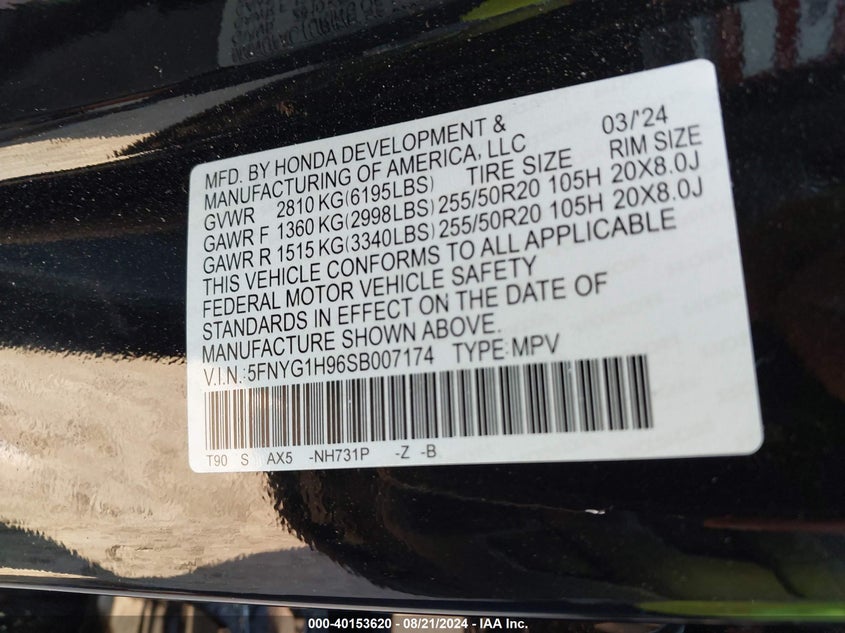 MFD. BY HONDA DEVELOPMENT & 03/'24
MANUFACTURING OF AMERICA, LLC
GVWR 2810 KG(6195LBS) TIRE SIZE RIM SIZE
GAWR F 1360 KG(2998LBS) 255/50R20 105H 20X8.0J
GAWR R 1515 KG(3340LBS) 255/50R20 105H 20X8.0J
THIS VEHICLE CONFORMS TO ALL APPLICABLE
FEDERAL MOTOR VEHICLE SAFETY
STANDARDS IN EFFECT ON THE DATE OF
MANUFACTURE SHOWN ABOVE.
V.I.N.:5FNYG1H96SB007174 TYPE:MPV
T90 S AX5 -NH731P -Z -B
000-40153620 - 08/21/2024 - IAA Inc.